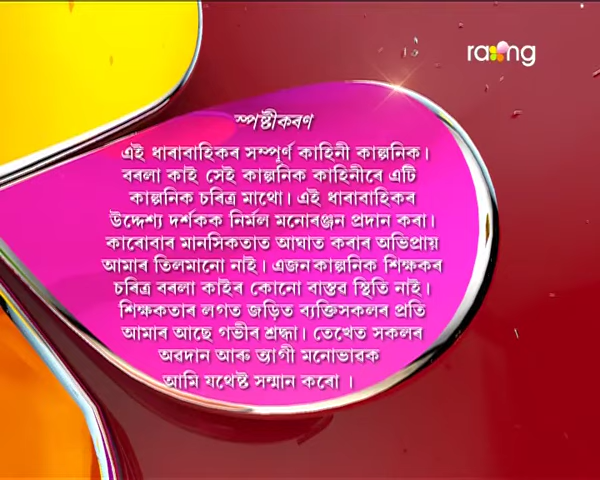 rang
স্পষ্টীকৰণ
এই ধাৰাবাহিকৰ সম্পূৰ্ণ কাহিনী কাল্পনিক।
বৰলা কাই সেই কাল্পনিক কাহিনীৰে এটি
কাল্পনিক চৰিত্ৰ মাথো। এই ধাৰাবাহিকৰ
উদ্দেশ্য দৰ্শকক নিৰ্মল মনোৰঞ্জন প্ৰদান কৰা।
কাৰোবাৰ মানসিকতাত আঘাত কৰাৰ অভিপ্ৰায়
আমাৰ তিলমানো নাই। এজন কাল্পনিক শিক্ষকৰ
চৰিত্ৰ বৰলা কাইৰ কোনো বাস্তৱ স্থিতি নাই।
শিক্ষকতাৰ লগত জড়িত ব্যক্তিসকলৰ প্ৰতি
আমাৰ আছে গভীৰ শ্ৰদ্ধা। তেখেত সকলৰ
অৱদান আৰু ত্যাগী মনোভাৱক
আমি যথেষ্ট সন্মান কৰো ।